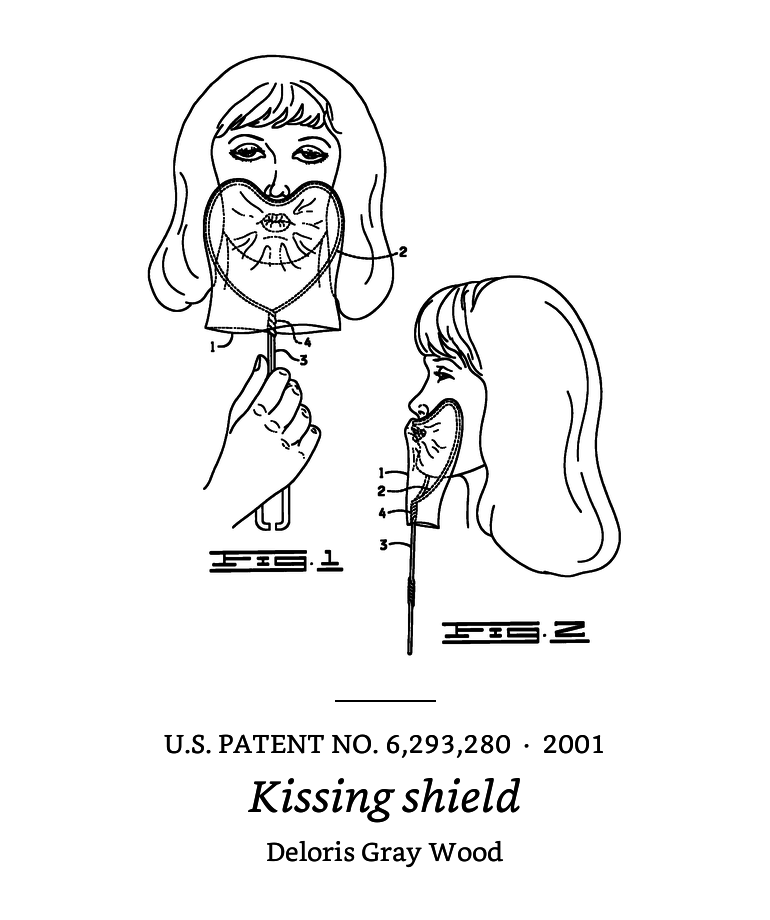 2
1
4
3
FIG. 1
1
2
4
3
FIG. 2
U.S. PATENT NO. 6,293,280 · 2001
Kissing shield
Deloris Gray Wood